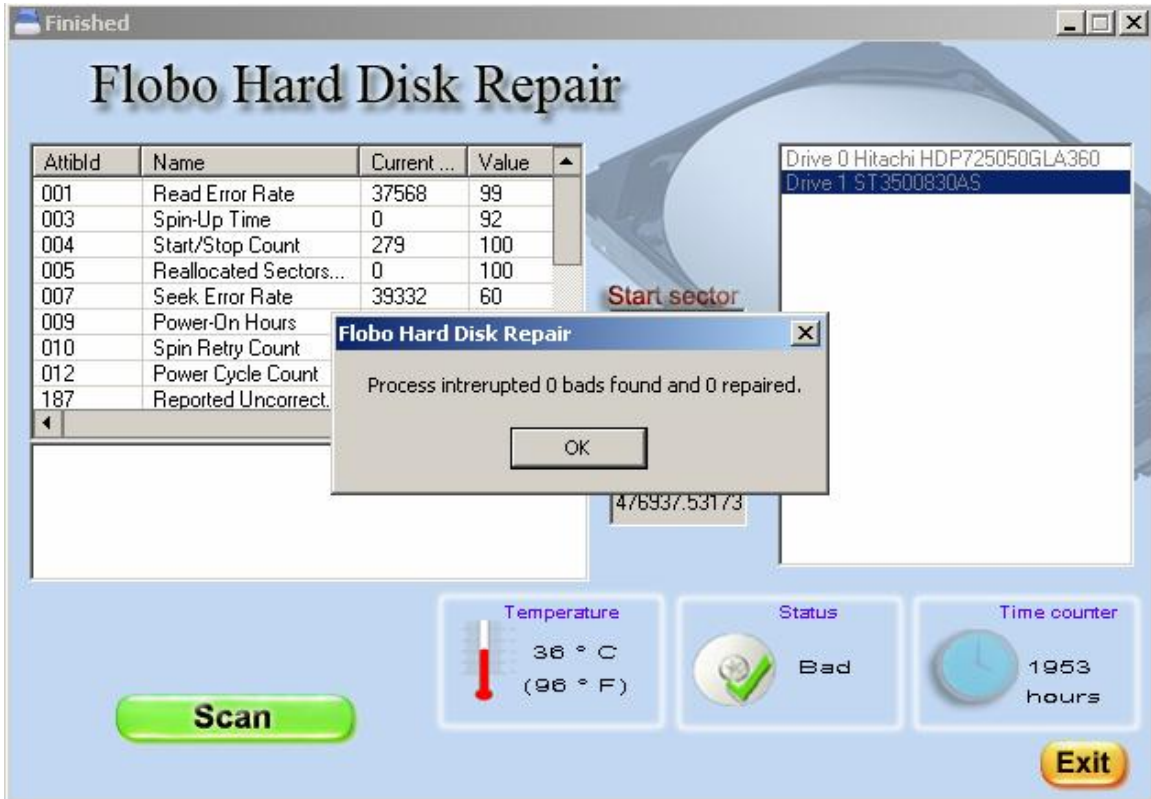 Finished
Flobo Hard Disk Repair
AttibId Name Current ... Value
001 Read Error Rate 37568 99
003 Spin-Up Time 0 92
004 Start/Stop Count 279 100
005 Reallocated Sectors... 0 100
007 Seek Error Rate 39332 60
009 Power-On Hours
010 Spin Retry Count
012 Power Cycle Count
187 Reported Uncorrect.
Drive 0 Hitachi HDP725050GLA360
Drive 1 ST3500830AS
Start sector
Flobo Hard Disk Repair
Process intrerupted 0 bads found and 0 repaired.
OK
476937.53173
Temperature
36 ° C
(96 ° F)
Status
Bad
Time counter
1953
hours
Scan
Exit